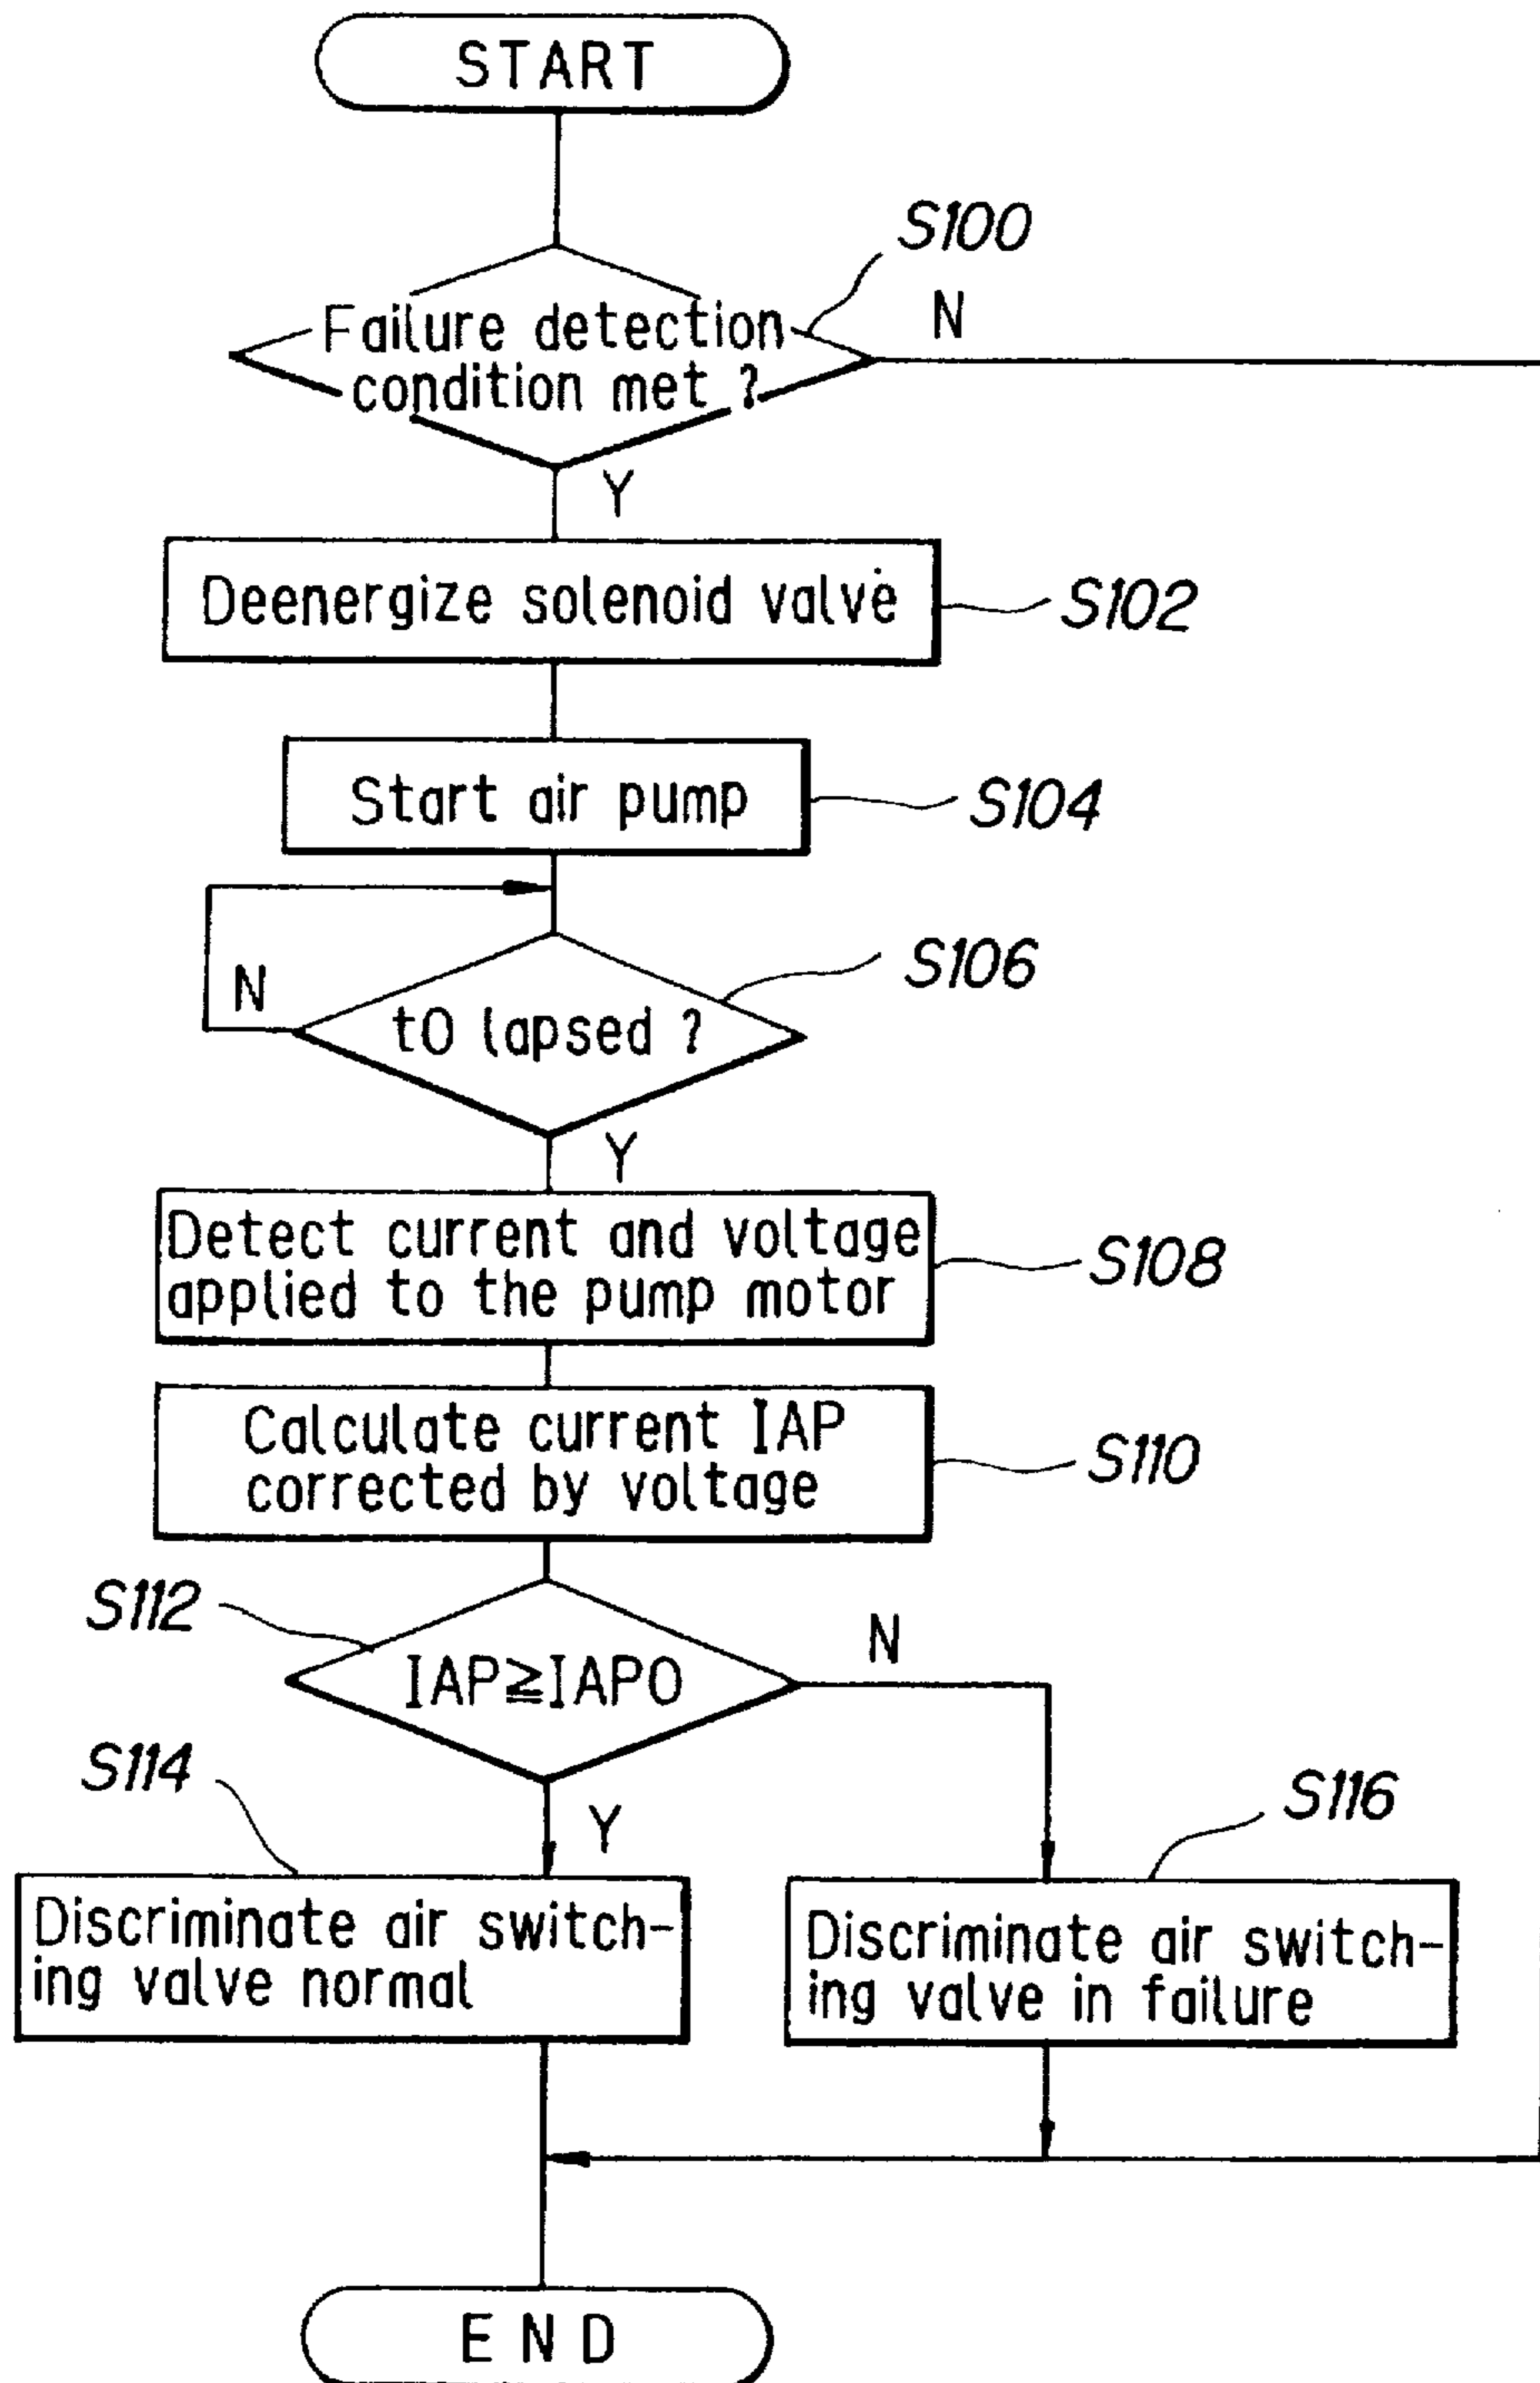 START
S100
N
Failure detection
condition met ?
Y
Deenergize solenoid valve
S102
Start air pump
S104
N
S106
t0 lapsed ?
Y
Detect current and voltage
applied to the pump motor
S108
Calculate current IAP
corrected by voltage
S110
S112
N
IAP≧IAP0
S114
Y
S116
Discriminate air switch-
ing valve normal
Discriminate air switch-
ing valve in failure
END